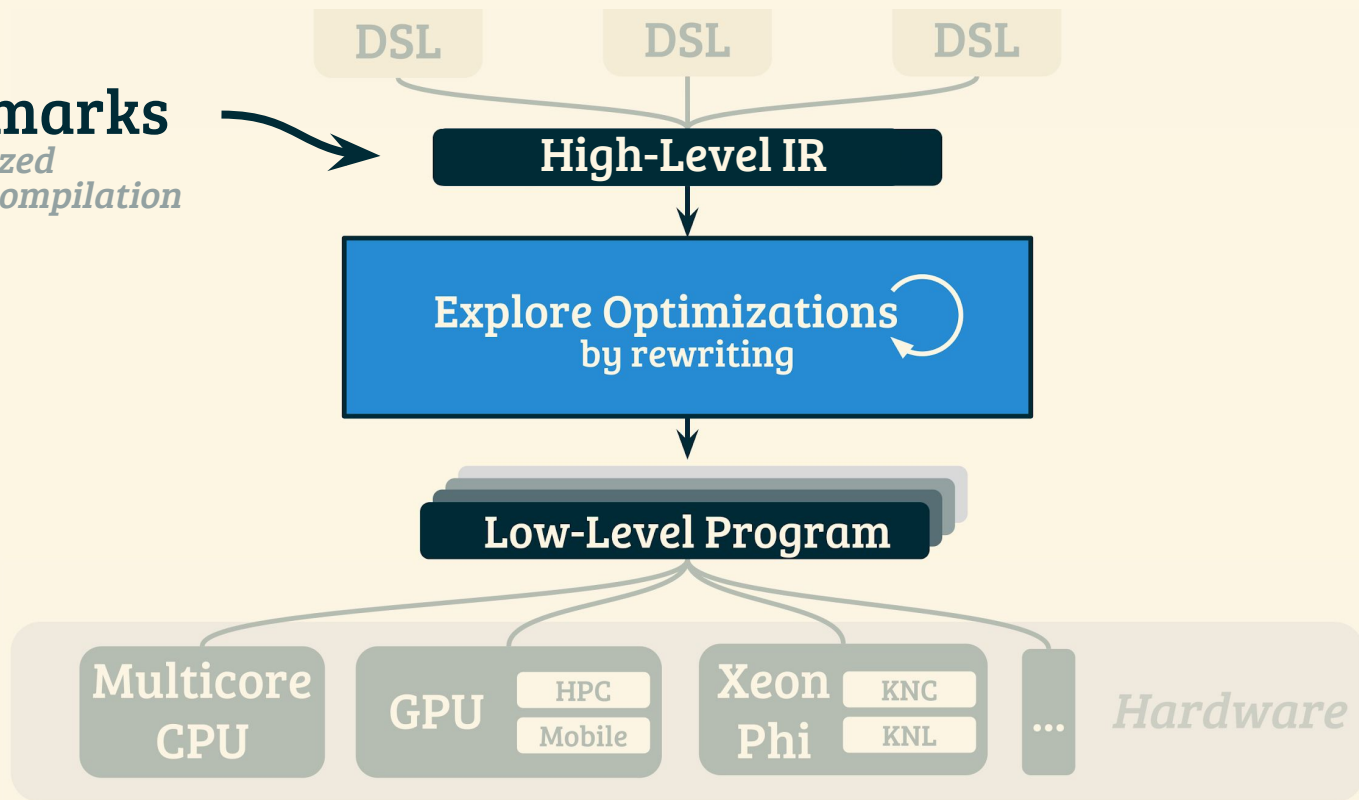 DSL
DSL
DSL
marks
zed
ompilation
High-Level IR
Explore Optimizations
by rewriting
Low-Level Program
Multicore
CPU
GPU
HPC
Mobile
Xeon
Phi
KNC
KNL
...
Hardware